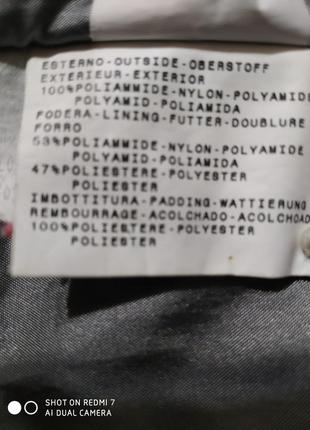 ESTERNO-OUTSIDE-OBERSTOFF
EXTERIEUR-EXTERIOR
100%POLIAMMIDE-NYLON-POLYAMIDE
POLYAMID-POLIAMIDA
FODERA-LINING-FUTTER-DOUBLURE
FORRO
53%POLIAMMIDE-NYLON-POLYAMIDE
POLYAMID-POLIAMIDA
47%POLIESTERE-POLYESTER
POLIESTER
IMBOTTITURA-PADDING-WATTIERUNG
REMBOURRAGE-ACOLCHADO-ACOLCHOAD
100%POLIESTERE-POLYESTER
POLIESTER
SHOT ON REDMI 7
AI DUAL CAMERA